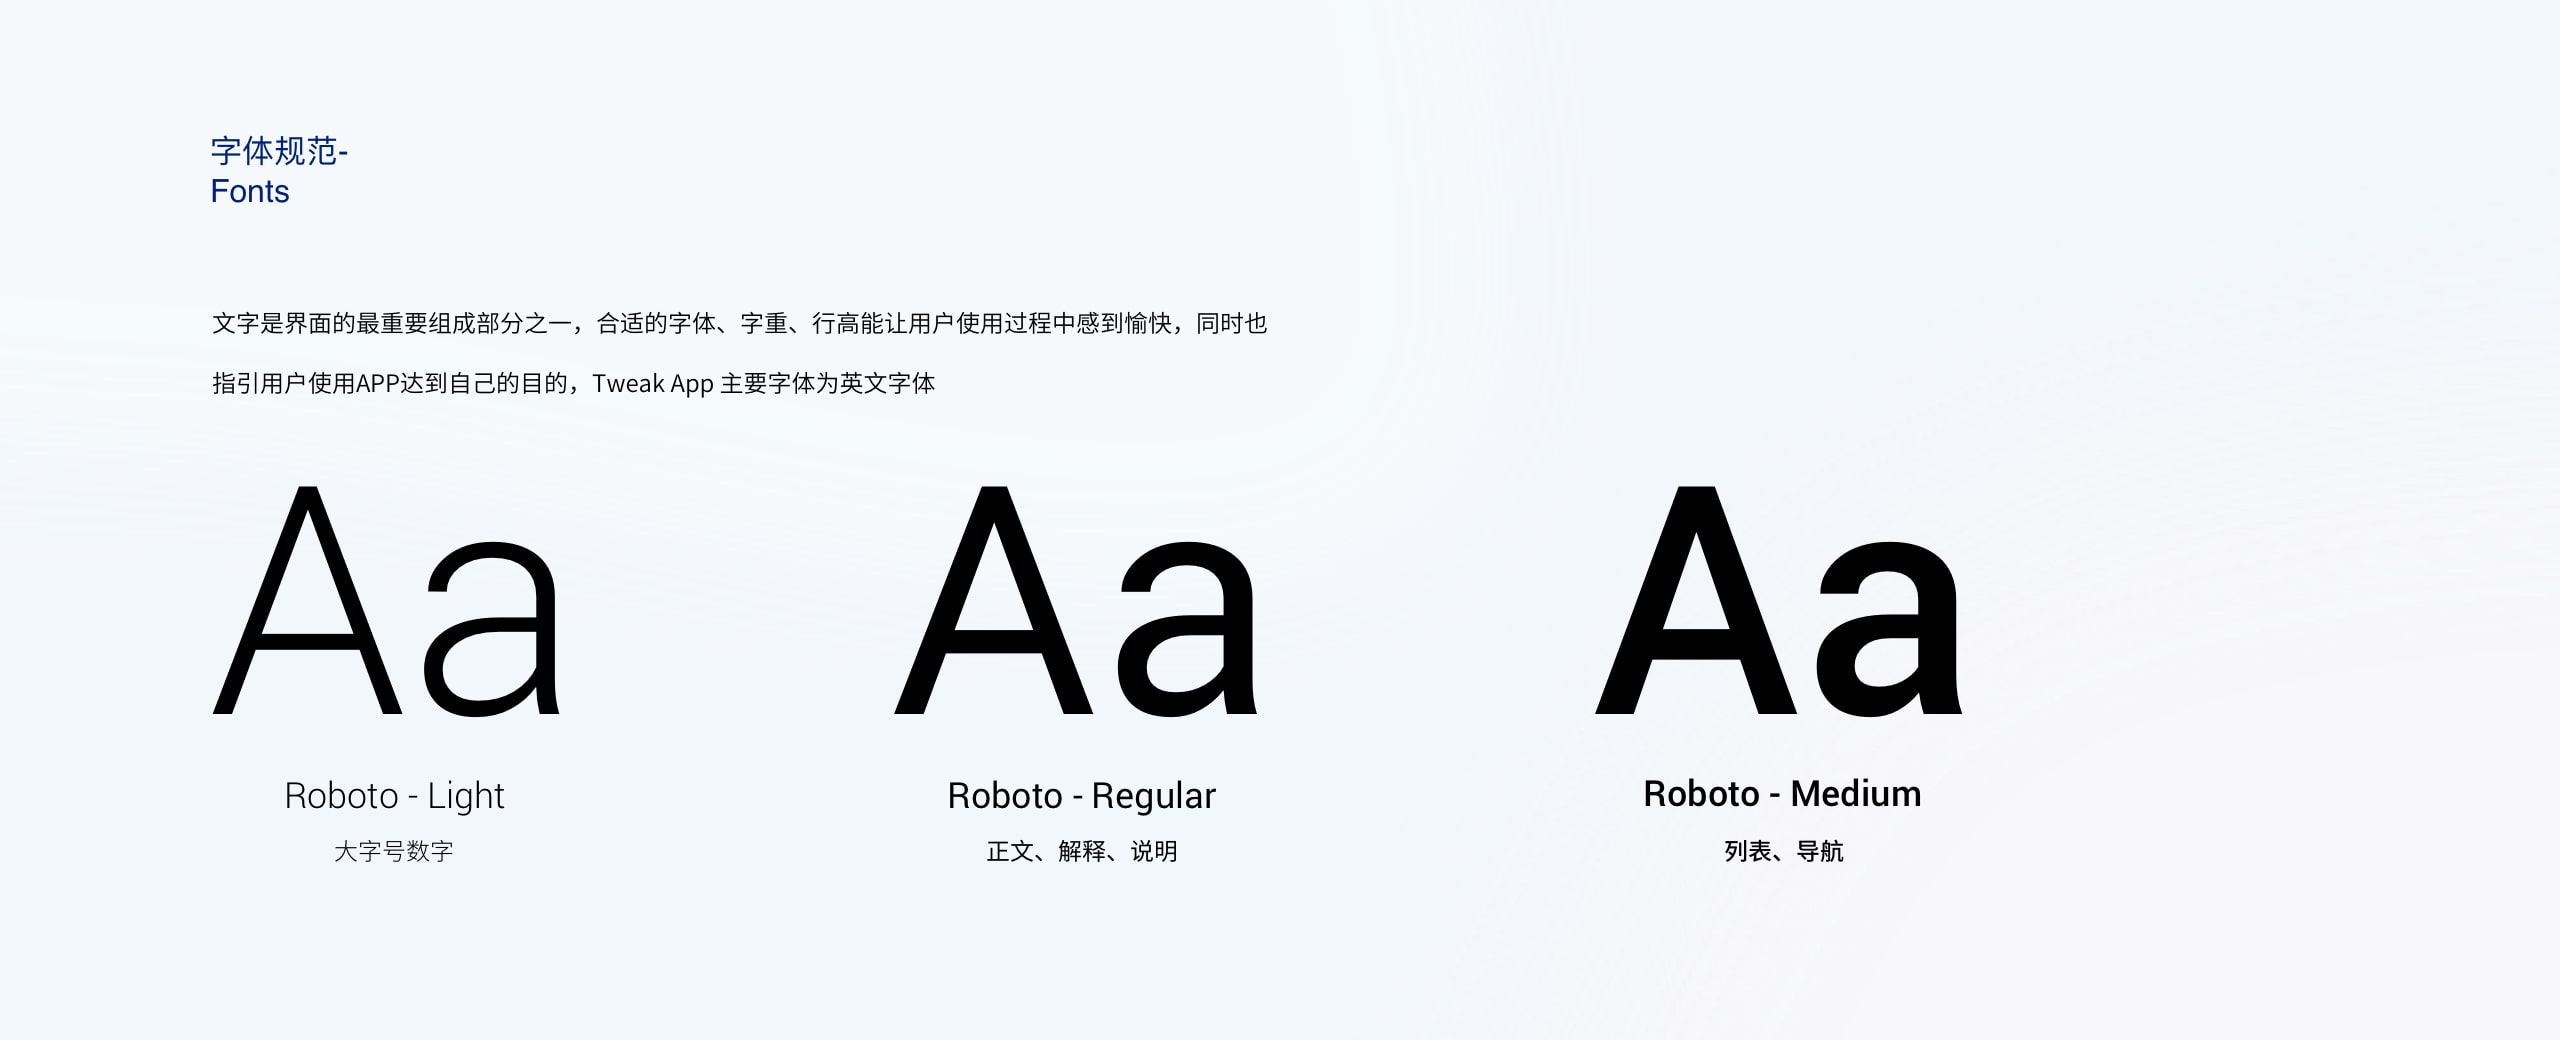 字体规范-
Fonts
文字是界面的最重要组成部分之一，合适的字体、字重、行高能让用户使用过程中感到愉快，同时也
指引用户使用APP达到自己的目的，Tweak App 主要字体为英文字体
Aa
Aa
Aa
Roboto - Light
Roboto - Regular
Roboto - Medium
大字号数字
正文、解释、说明
列表、导航